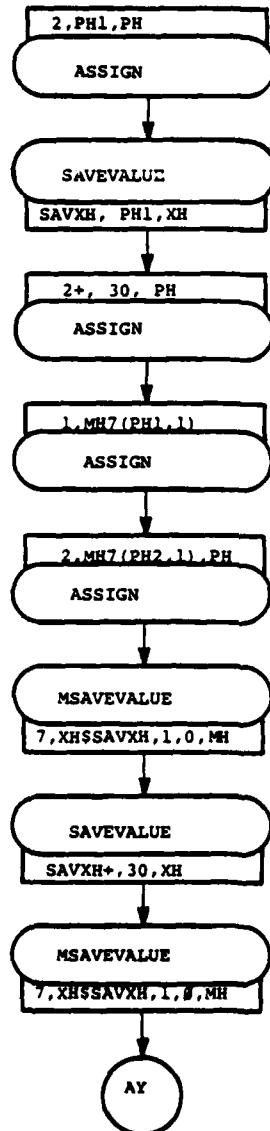 2,PH1,PH
ASSIGN
SAVEVALUE
SAVXH, PH1,XH
2+, 30, PH
ASSIGN
1,MH7(PH1,1)
ASSIGN
2,MH7(PH2,1),PH
ASSIGN
MSAVEVALUE
7,XH$SAVXH,1,0,MH
SAVEVALUE
SAVXH+,30,XH
MSAVEVALUE
7,XH$SAVXH,1,Ø,MH
AY